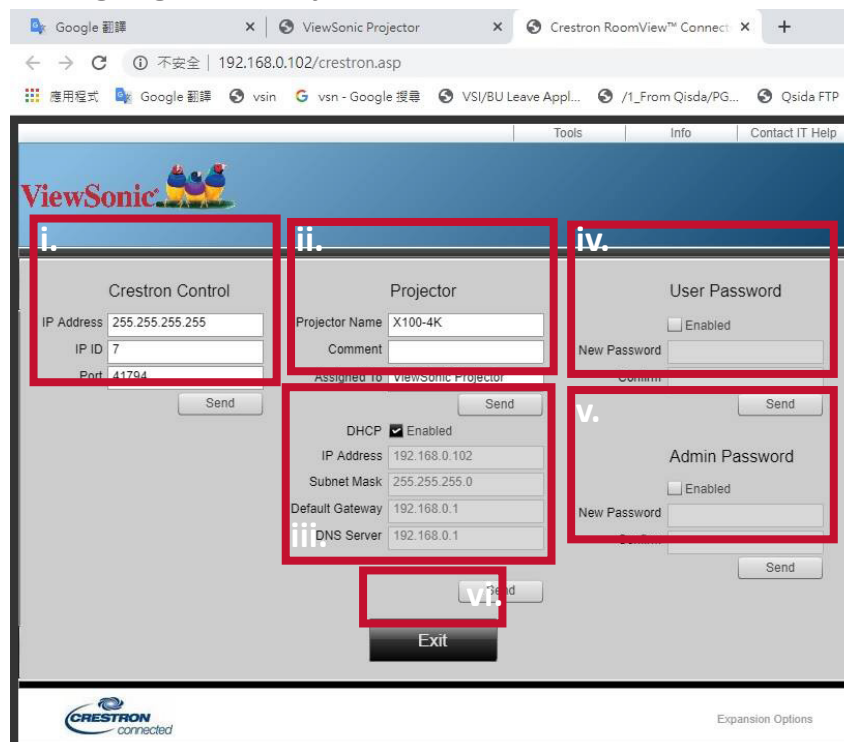 Google 翻譯
ViewSonic Projector
Crestron RoomView™ Connect
不安全 | 192.168.0.102/crestron.asp
應用程式 Google 翻譯 vsin vsn - Google 搜尋 VSI/BU Leave Appl... /1_From Qisda/PG... Qsida FTP
Tools Info Contact IT Help
ViewSonic
i. ii. iv.
Crestron Control Projector User Password
IP Address 255.255.255.255 Projector Name X100-4K Enabled
IP ID 7 Comment New Password
Port 41794 Assigned To ViewSonic Projector Confirm
Send Send v. Send
DHCP Enabled
IP Address 192.168.0.102 Admin Password
Subnet Mask 255.255.255.0 Enabled
Default Gateway 192.168.0.1 New Password
iii. DNS Server 192.168.0.1 Confirm
Send
vi. Send
Exit
CRESTRON
connected
Expansion Options